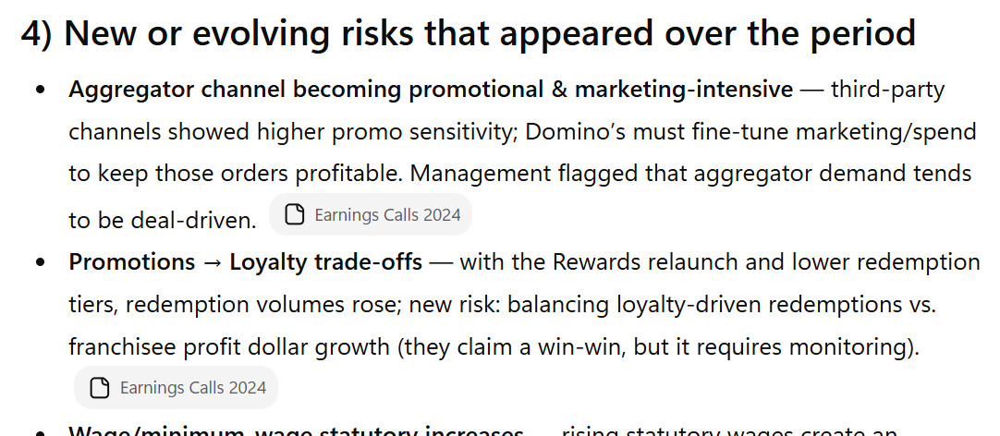 4) New or evolving risks that appeared over the period
• Aggregator channel becoming promotional & marketing-intensive — third-party
channels showed higher promo sensitivity; Domino’s must fine-tune marketing/spend
to keep those orders profitable. Management flagged that aggregator demand tends
to be deal-driven. Earnings Calls 2024
• Promotions → Loyalty trade-offs — with the Rewards relaunch and lower redemption
tiers, redemption volumes rose; new risk: balancing loyalty-driven redemptions vs.
franchisee profit dollar growth (they claim a win-win, but it requires monitoring).
Earnings Calls 2024
• Wage/minimum-wage statutory increases — rising statutory wages create an